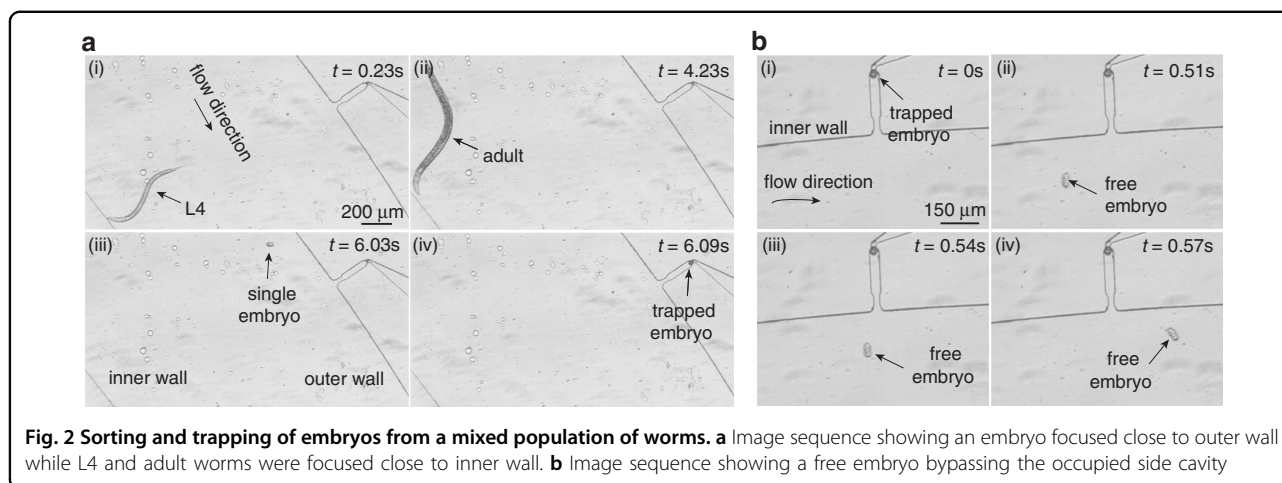 a
(i)
t = 0.23s
flow direction
L4
200 μm
(ii)
t = 4.23s
adult
(iii)
t = 6.03s
single
embryo
inner wall
outer wall
(iv)
t = 6.09s
trapped
embryo
b
(i)
t = 0s
trapped
embryo
inner wall
flow direction
150 μm
(ii)
t = 0.51s
free
embryo
(iii)
t = 0.54s
free
embryo
(iv)
t = 0.57s
free
embryo
Fig. 2 Sorting and trapping of embryos from a mixed population of worms. a Image sequence showing an embryo focused close to outer wall
while L4 and adult worms were focused close to inner wall. b Image sequence showing a free embryo bypassing the occupied side cavity